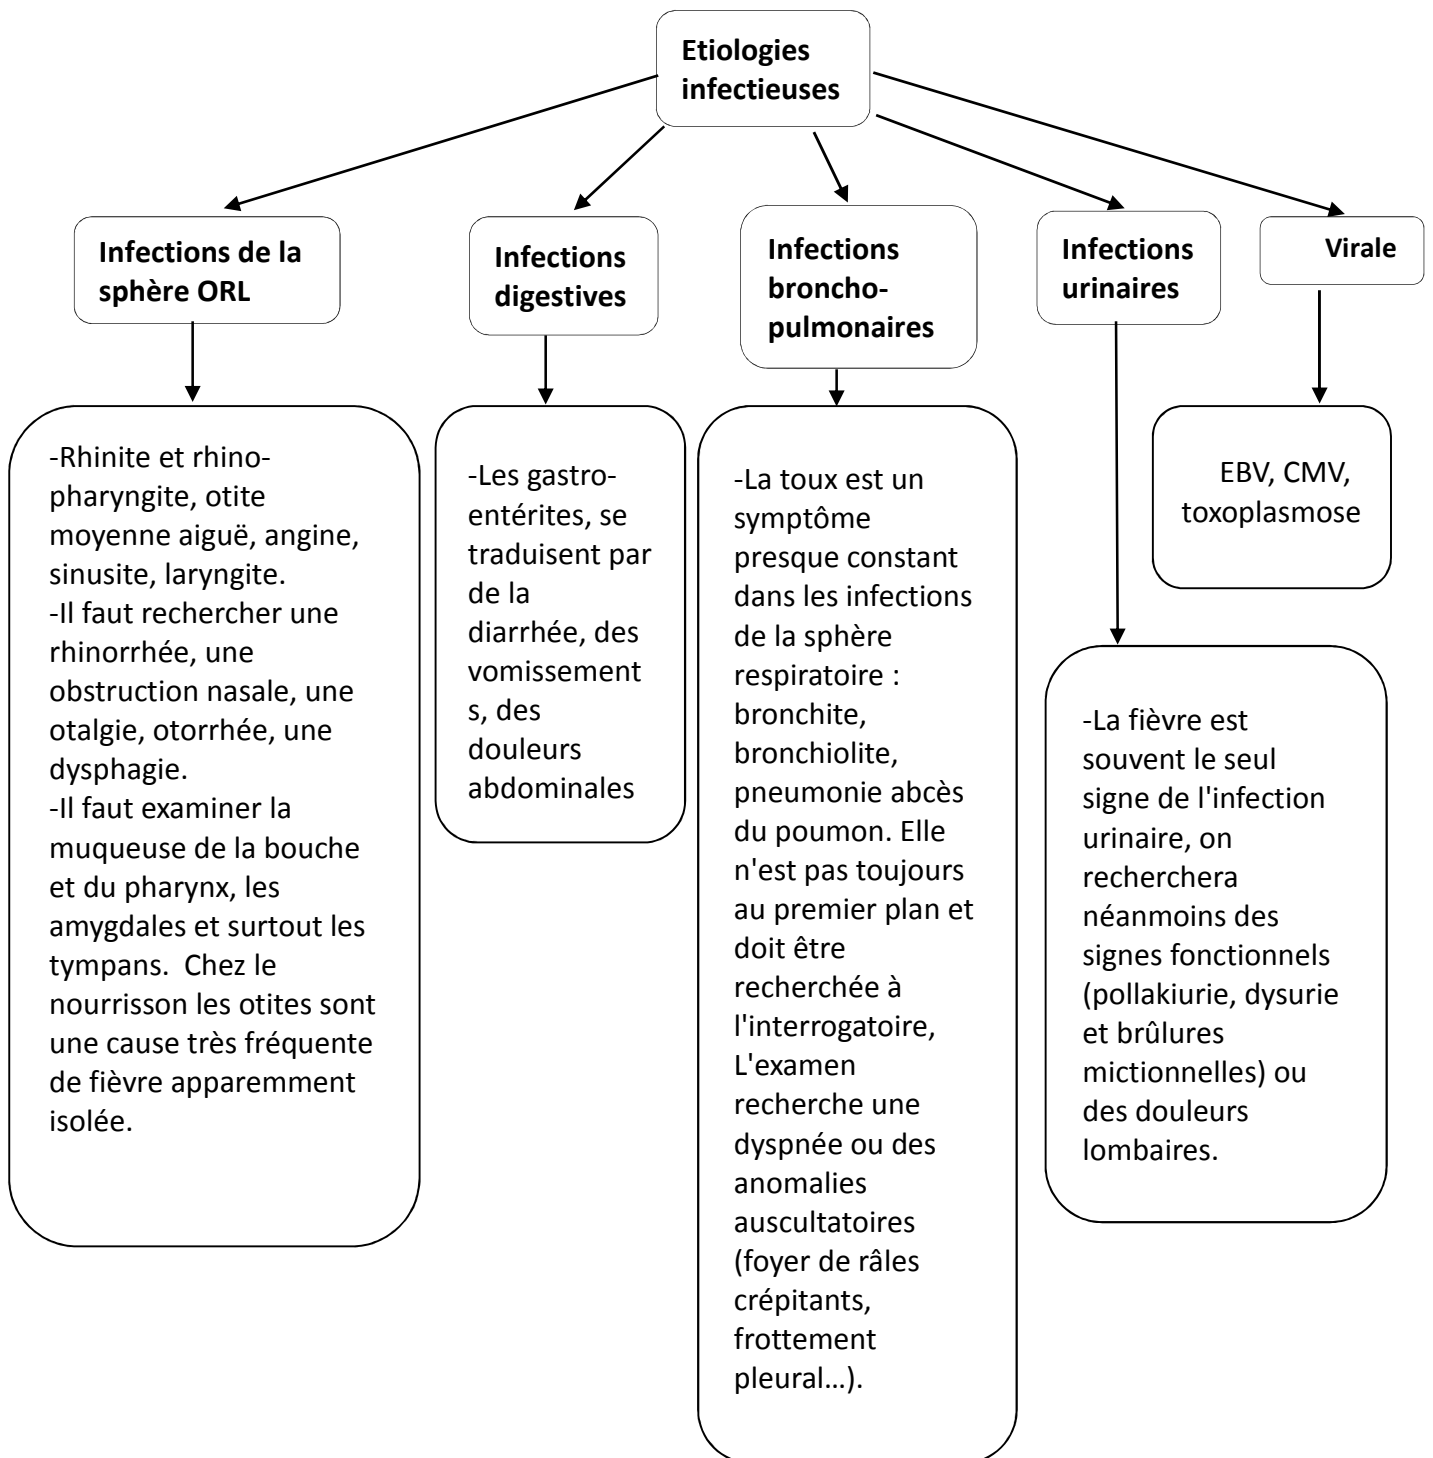 Etiologies
infectieuses
Infections de la
sphère ORL
Infections
digestives
Infections
broncho-
pulmonaires
Infections
urinaires
Virale
-Rhinite et rhino-
pharyngite, otite
moyenne aiguë, angine,
sinusite, laryngite.
-Il faut rechercher une
rhinorrhée, une
obstruction nasale, une
otalgie, otorrhée, une
dysphagie.
-Il faut examiner la
muqueuse de la bouche
et du pharynx, les
amygdales et surtout les
tympans.  Chez le
nourrisson les otites sont
une cause très fréquente
de fièvre apparemment
isolée.
-Les gastro-
entérites, se
traduisent par
de la
diarrhée, des
vomissement
s, des
douleurs
abdominales
-La toux est un
symptôme
presque constant
dans les infections
de la sphère
respiratoire :
bronchite,
bronchiolite,
pneumonie abcès
du poumon. Elle
n'est pas toujours
au premier plan et
doit être
recherchée à
l'interrogatoire,
L'examen
recherche une
dyspnée ou des
anomalies
auscultatoires
(foyer de râles
crépitants,
frottement
pleural...).
-La fièvre est
souvent le seul
signe de l'infection
urinaire, on
recherchera
néanmoins des
signes fonctionnels
(pollakiurie, dysurie
et brûlures
mictionnelles) ou
des douleurs
lombaires.
EBV, CMV,
toxoplasmose